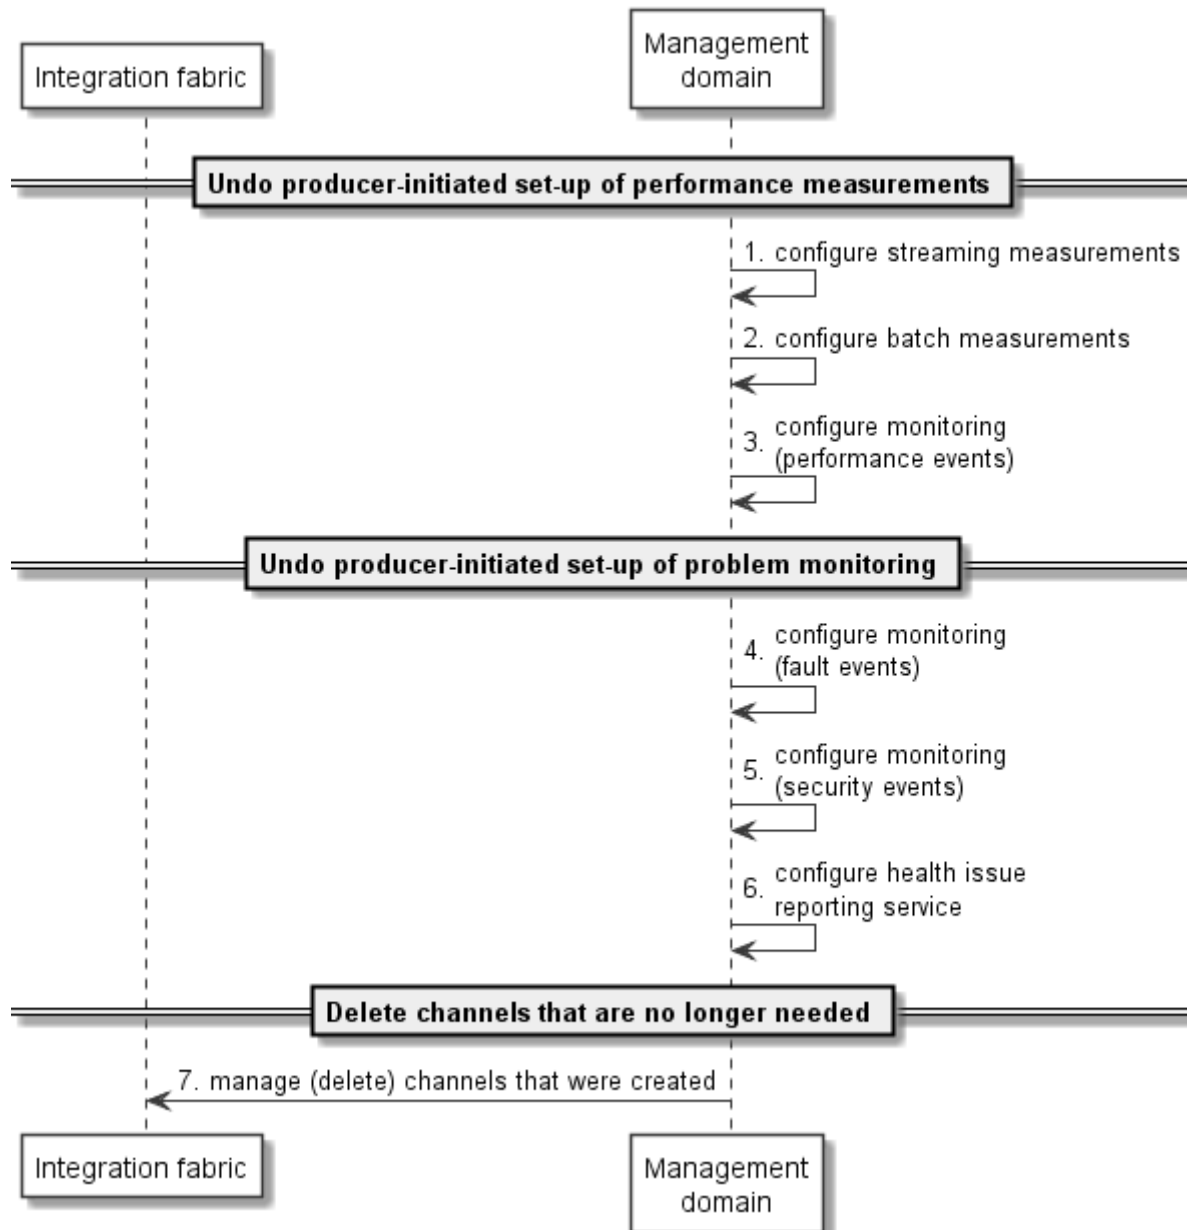 Management
domain
Integration fabric
Undo producer-initiated set-up of performance measurements
1. configure streaming measurements
2. configure batch measurements
configure monitoring
3.
(performance events)
Undo producer-initiated set-up of problem monitoring
configure monitoring
4.
(fault events)
configure monitoring
5.
(security events)
configure health issue
6.
reporting service
Delete channels that are no longer needed
7. manage (delete) channels that were created
Integration fabric
Management
domain